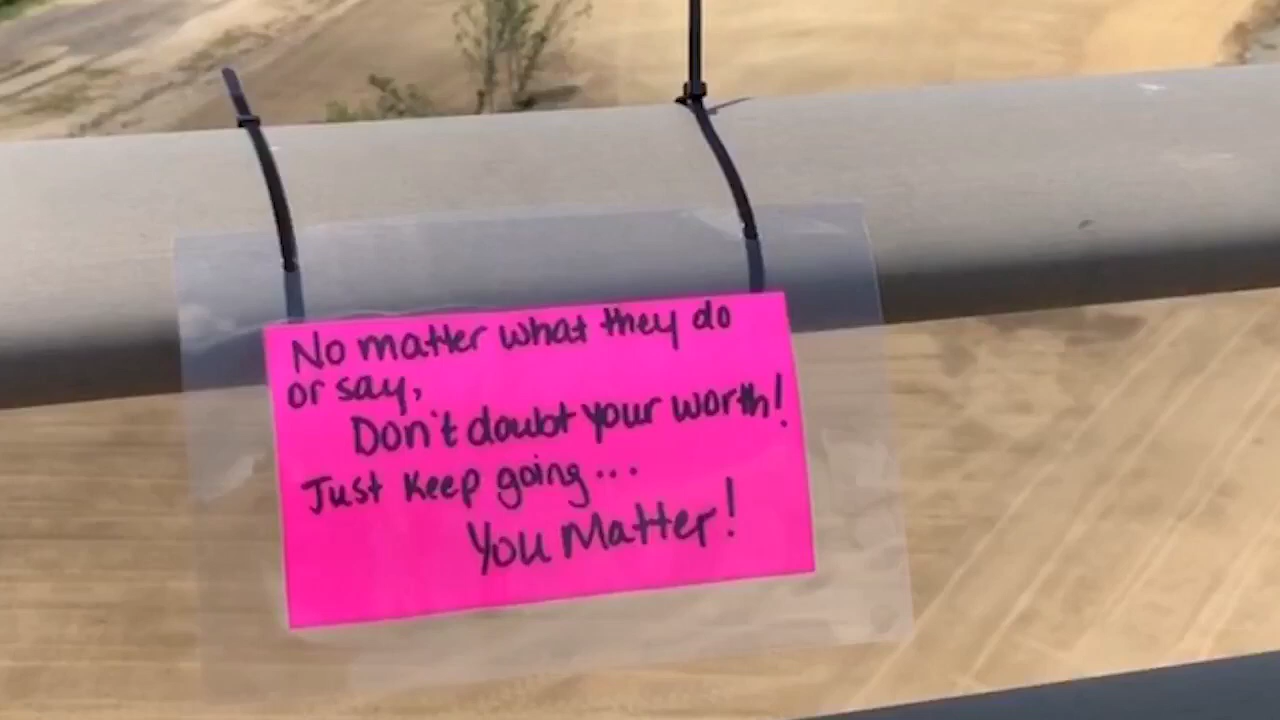 No matter what they do
or say,
Don't doubt your worth!
Just keep going...
You Matter!